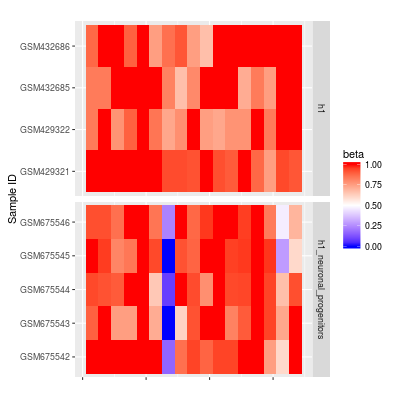 GSM432686
GSM432685
GSM429322
GSM429321
h1
Sample ID
GSM675546
GSM675545
GSM675544
GSM675543
GSM675542
h1_neuronal_progenitors
beta
1.00
0.75
0.50
0.25
0.00